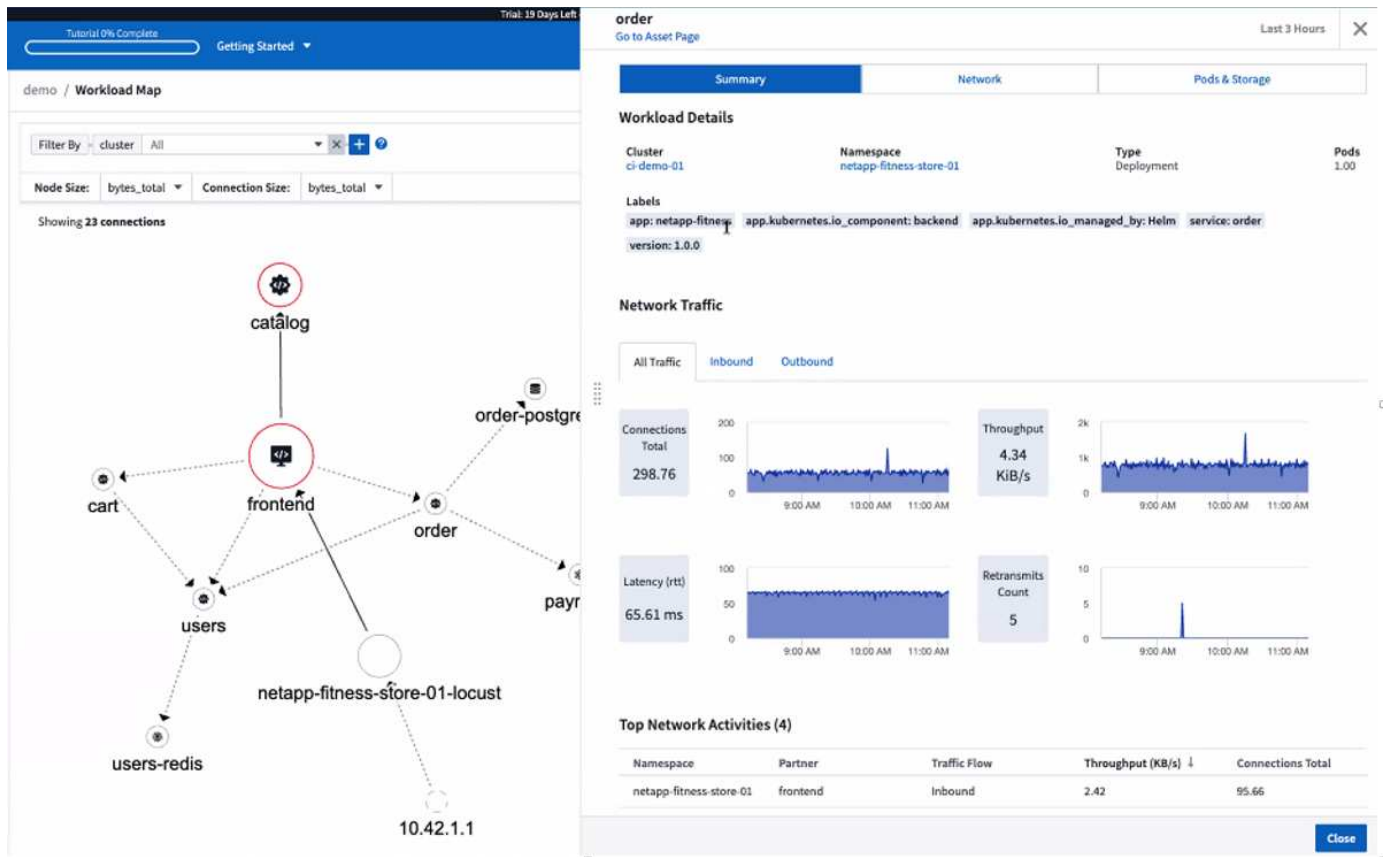 Trial: 19 Days Left
Tutorial 0% Complete
Getting Started
demo / Workload Map
Filter By cluster All
Node Size: bytes_total Connection Size: bytes_total
Showing 23 connections
catalog
order-postgre
frontend
cart
order
users
payr
netapp-fitness-store-01-locust
users-redis
10.42.1.1
order
Go to Asset Page
Last 3 Hours
Summary Network Pods & Storage
Workload Details
Cluster Namespace Type Pods
ci-demo-01 netapp-fitness-store-01 Deployment 1.00
Labels
app: netapp-fitness app.kubernetes.io_component: backend app.kubernetes.io_managed_by: Helm service: order
version: 1.0.0
Network Traffic
All Traffic Inbound Outbound
Connections
Total
298.76
200
100
0
9:00 AM 10:00 AM 11:00 AM
Throughput
4.34
KiB/s
2k
1k
0
9:00 AM 10:00 AM 11:00 AM
Latency (rtt)
65.61 ms
100
50
0
9:00 AM 10:00 AM 11:00 AM
Retransmits
Count
5
10
5
0
9:00 AM 10:00 AM 11:00 AM
Top Network Activities (4)
Namespace Partner Traffic Flow Throughput (KB/s) ↓ Connections Total
netapp-fitness-store-01 frontend Inbound 2.42 95.66
Close